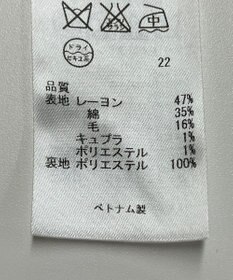 ドライ
セキユ系
中
22
品質
表地 レーヨン 47%
綿 35%
毛 16%
キュプラ 1%
ポリエステル 1%
裏地 ポリエステル 100%
ベトナム製